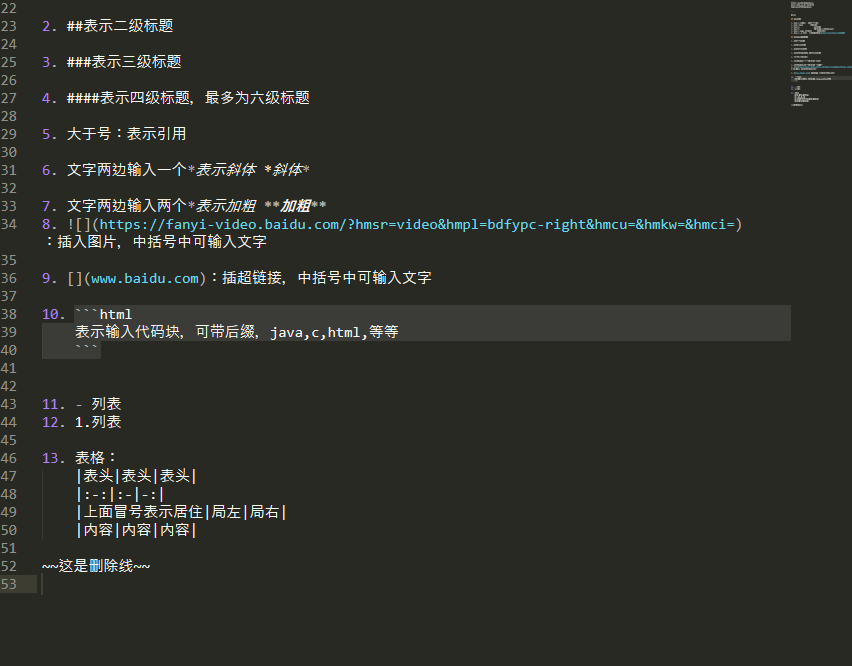 22
23 2. ##表示二级标题
24
25 3. ###表示三级标题
26
27 4. ####表示四级标题，最多为六级标题
28
29 5. 大于号：表示引用
30
31 6. 文字两边输入一个*表示斜体 *斜体*
32
33 7. 文字两边输入两个*表示加粗 **加粗**
34 8. ![](https://fanyi-video.baidu.com/?hmsr=video&hmpl=bdfypc-right&hmcu=&hmkw=&hmci=)
：插入图片，中括号中可输入文字
35
36 9. [](www.baidu.com)：插超链接，中括号中可输入文字
37
38 10. ```html
39 表示输入代码块，可带后缀，java,c,html,等等
40 ```
41
42
43 11. - 列表
44 12. 1.列表
45
46 13. 表格：
47 |表头|表头|表头|
48 |:-:|:-|-:|
49 |上面冒号表示居住|局左|局右|
50 |内容|内容|内容|
51
52 ~~这是删除线~~
53